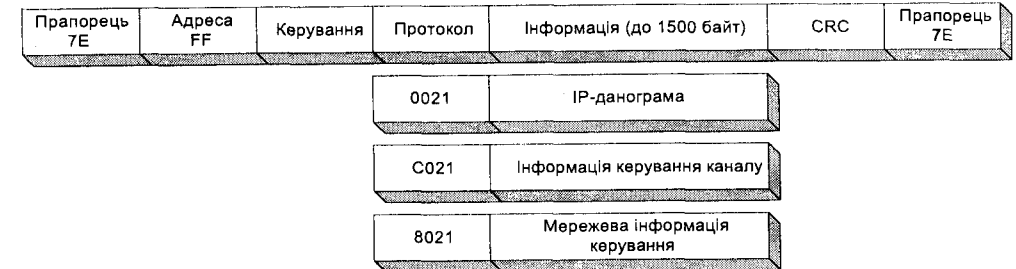 Прапорець
7E
Адреса
FF
Керування
Протокол
Інформація (до 1500 байт)
CRC
Прапорець
7E
0021
IP-данограма
C021
Інформація керування каналу
8021
Мережева інформація
керування